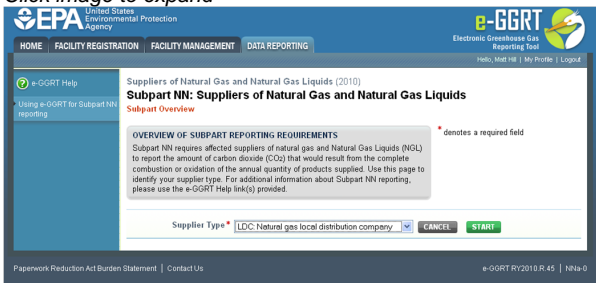 Click image to expand
EPA United States Environmental Protection Agency
e-GGRT
Electronic Greenhouse Gas
Reporting Tool
HOME FACILITY REGISTRATION FACILITY MANAGEMENT DATA REPORTING
Hello, Matt Hill | My Profile | Logout
e-GGRT Help
Using e-GGRT for Subpart NN
reporting
Suppliers of Natural Gas and Natural Gas Liquids (2010)
Subpart NN: Suppliers of Natural Gas and Natural Gas Liquids
Subpart Overview
OVERVIEW OF SUBPART REPORTING REQUIREMENTS
Subpart NN requires affected suppliers of natural gas and Natural Gas Liquids (NGL)
to report the amount of carbon dioxide (CO2) that would result from the complete
combustion or oxidation of the annual quantity of products supplied. Use this page to
identify your supplier type. For additional information about Subpart NN reporting,
please use the e-GGRT Help link(s) provided.
* denotes a required field
Supplier Type * LDC: Natural gas local distribution company CANCEL START
Paperwork Reduction Act Burden Statement | Contact Us
e-GGRT RY2010.R.45 | NNa-0